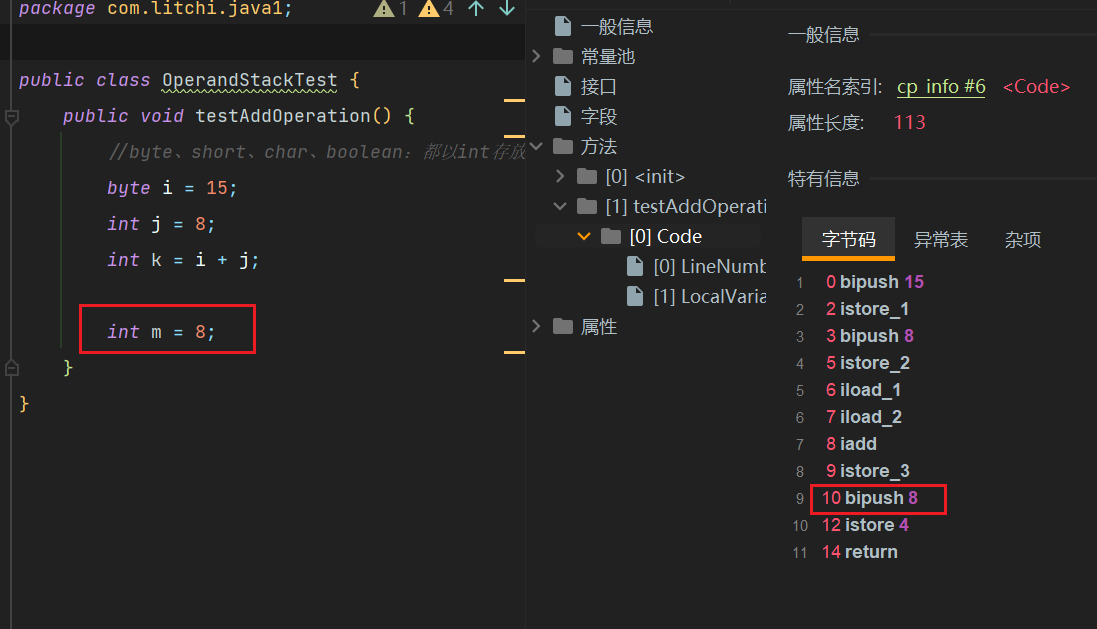 package com.litchi.java1;
1 4
public class OperandStackTest {
public void testAddOperation() {
//byte、short、char、boolean: 都以int存放
byte i = 15;
int j = 8;
int k = i + j;
int m = 8;
}
}
一般信息
常量池
接口
字段
方法
[0] <init>
[1] testAddOperati
[0] Code
[0] LineNumb
[1] LocalVaria
属性
一般信息
属性名索引: cp info #6 <Code>
属性长度: 113
特有信息
字节码 异常表 杂项
1 0 bipush 15
2 2 istore_1
3 3 bipush 8
4 5 istore_2
5 6 iload_1
6 7 iload_2
7 8 iadd
8 9 istore_3
9 10 bipush 8
10 12 istore 4
11 14 return